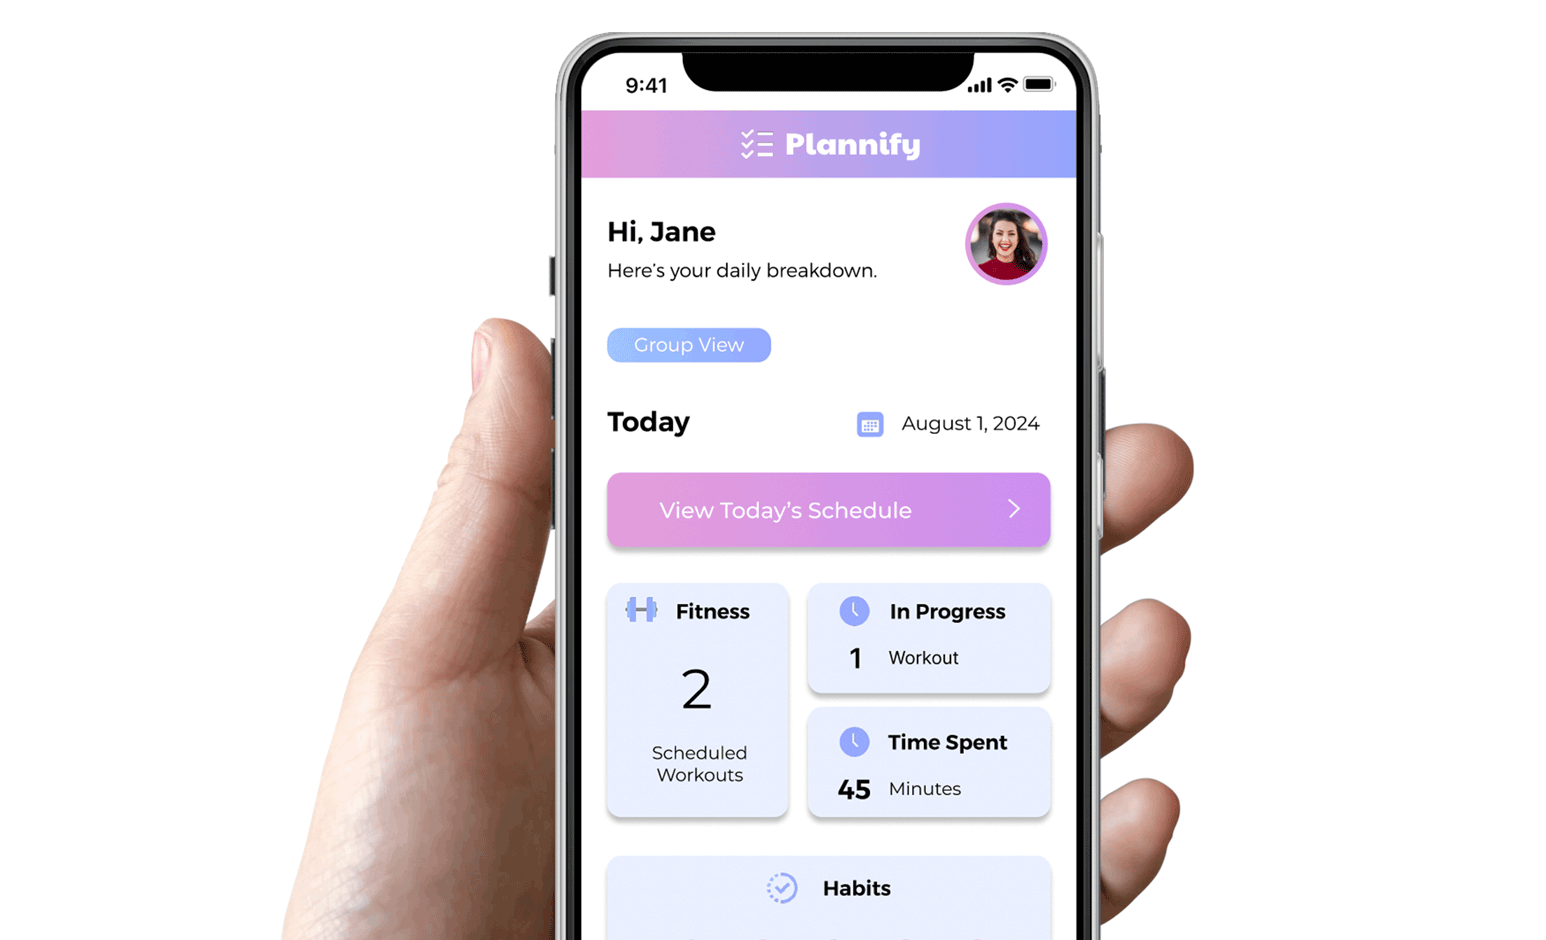 9:41
Plannify
Hi, Jane
Here's your daily breakdown.
Group View
Today
August 1, 2024
View Today's Schedule
Fitness
2
Scheduled
Workouts
In Progress
1 Workout
Time Spent
45 Minutes
Habits